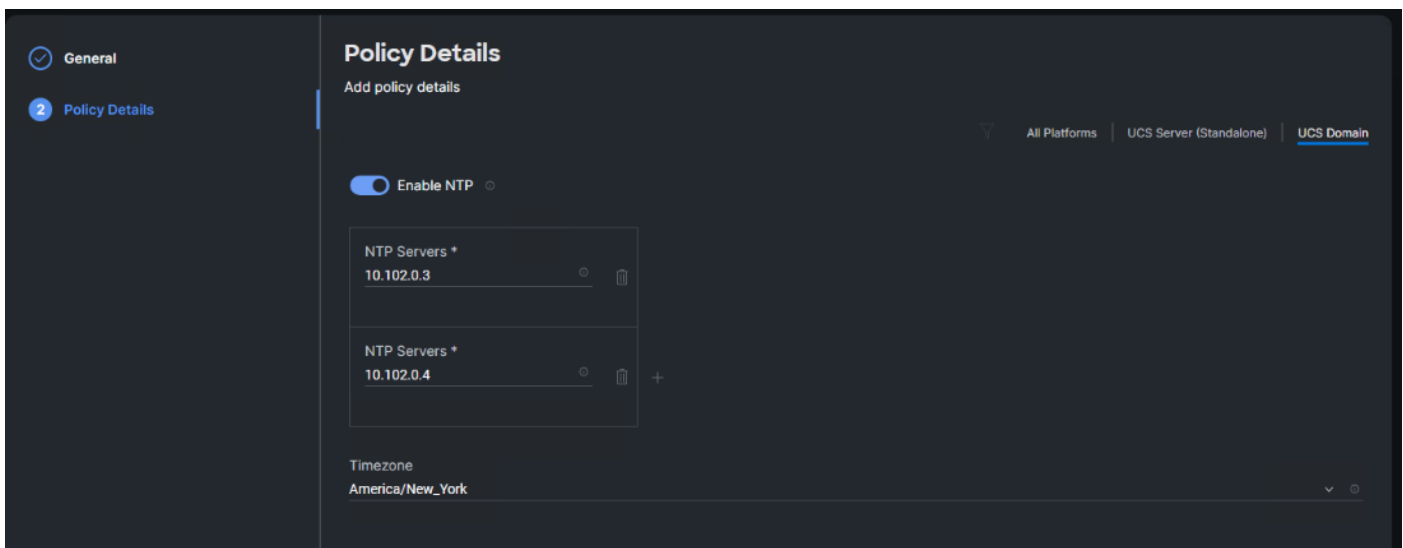 General
2 Policy Details
Policy Details
Add policy details
All Platforms | UCS Server (Standalone) | UCS Domain
Enable NTP
NTP Servers *
10.102.0.3
NTP Servers *
10.102.0.4
Timezone
America/New_York